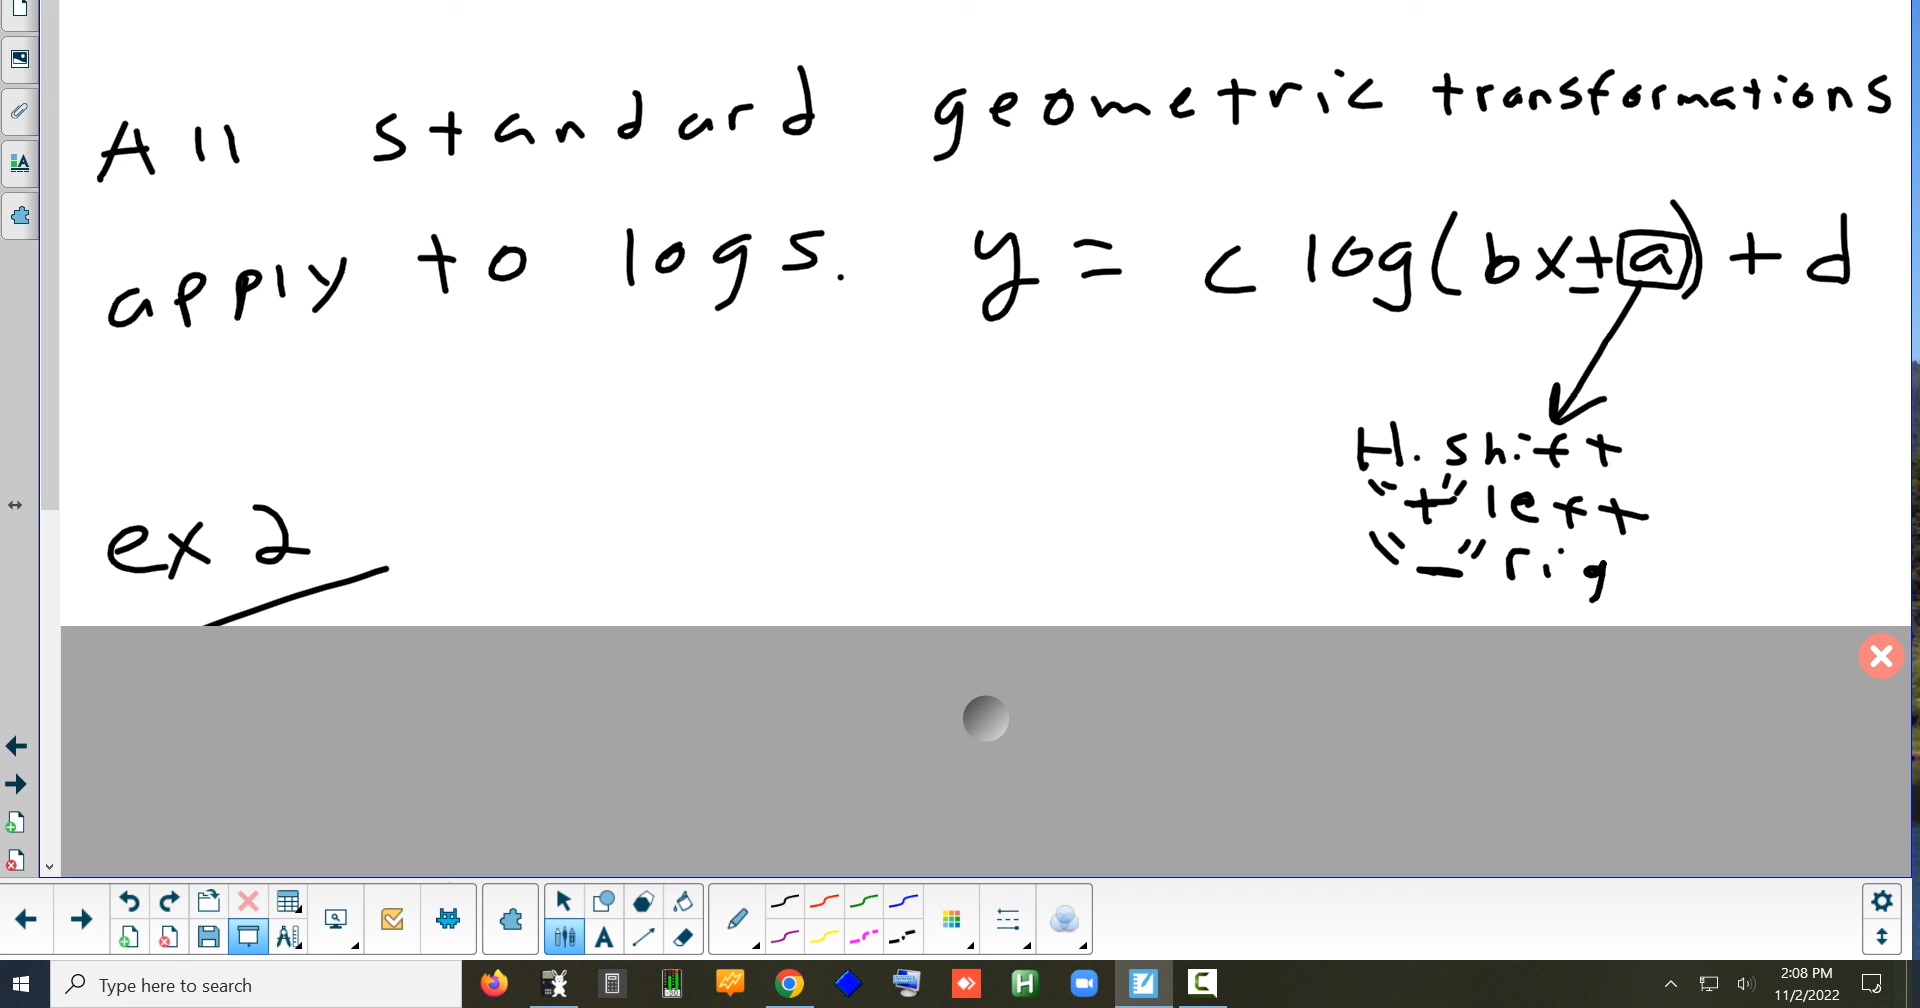 All standard geometric transformations
apply to logs. y = c log(bx±a) + d
H. shift
"+" left
"−" rig
ex 2
Type here to search
2:08 PM
11/2/2022